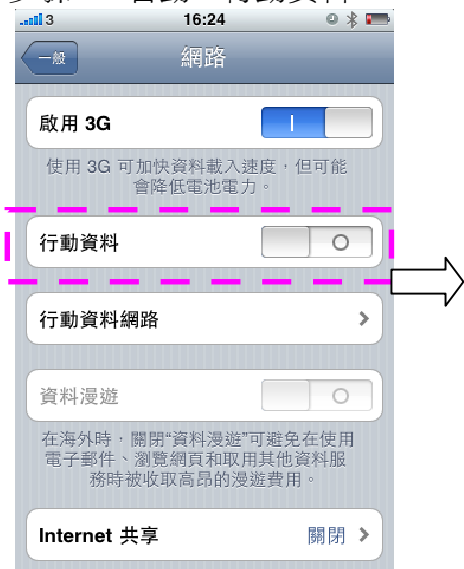 3 16:24
一般 網路
啟用 3G
使用 3G 可加快資料載入速度，但可能
會降低電池電力。
行動資料
行動資料網路
資料漫遊
在海外時，關閉“資料漫遊”可避免在使用
電子郵件、瀏覽網頁和取用其他資料服
務時被收取高昂的漫遊費用。
Internet 共享 關閉